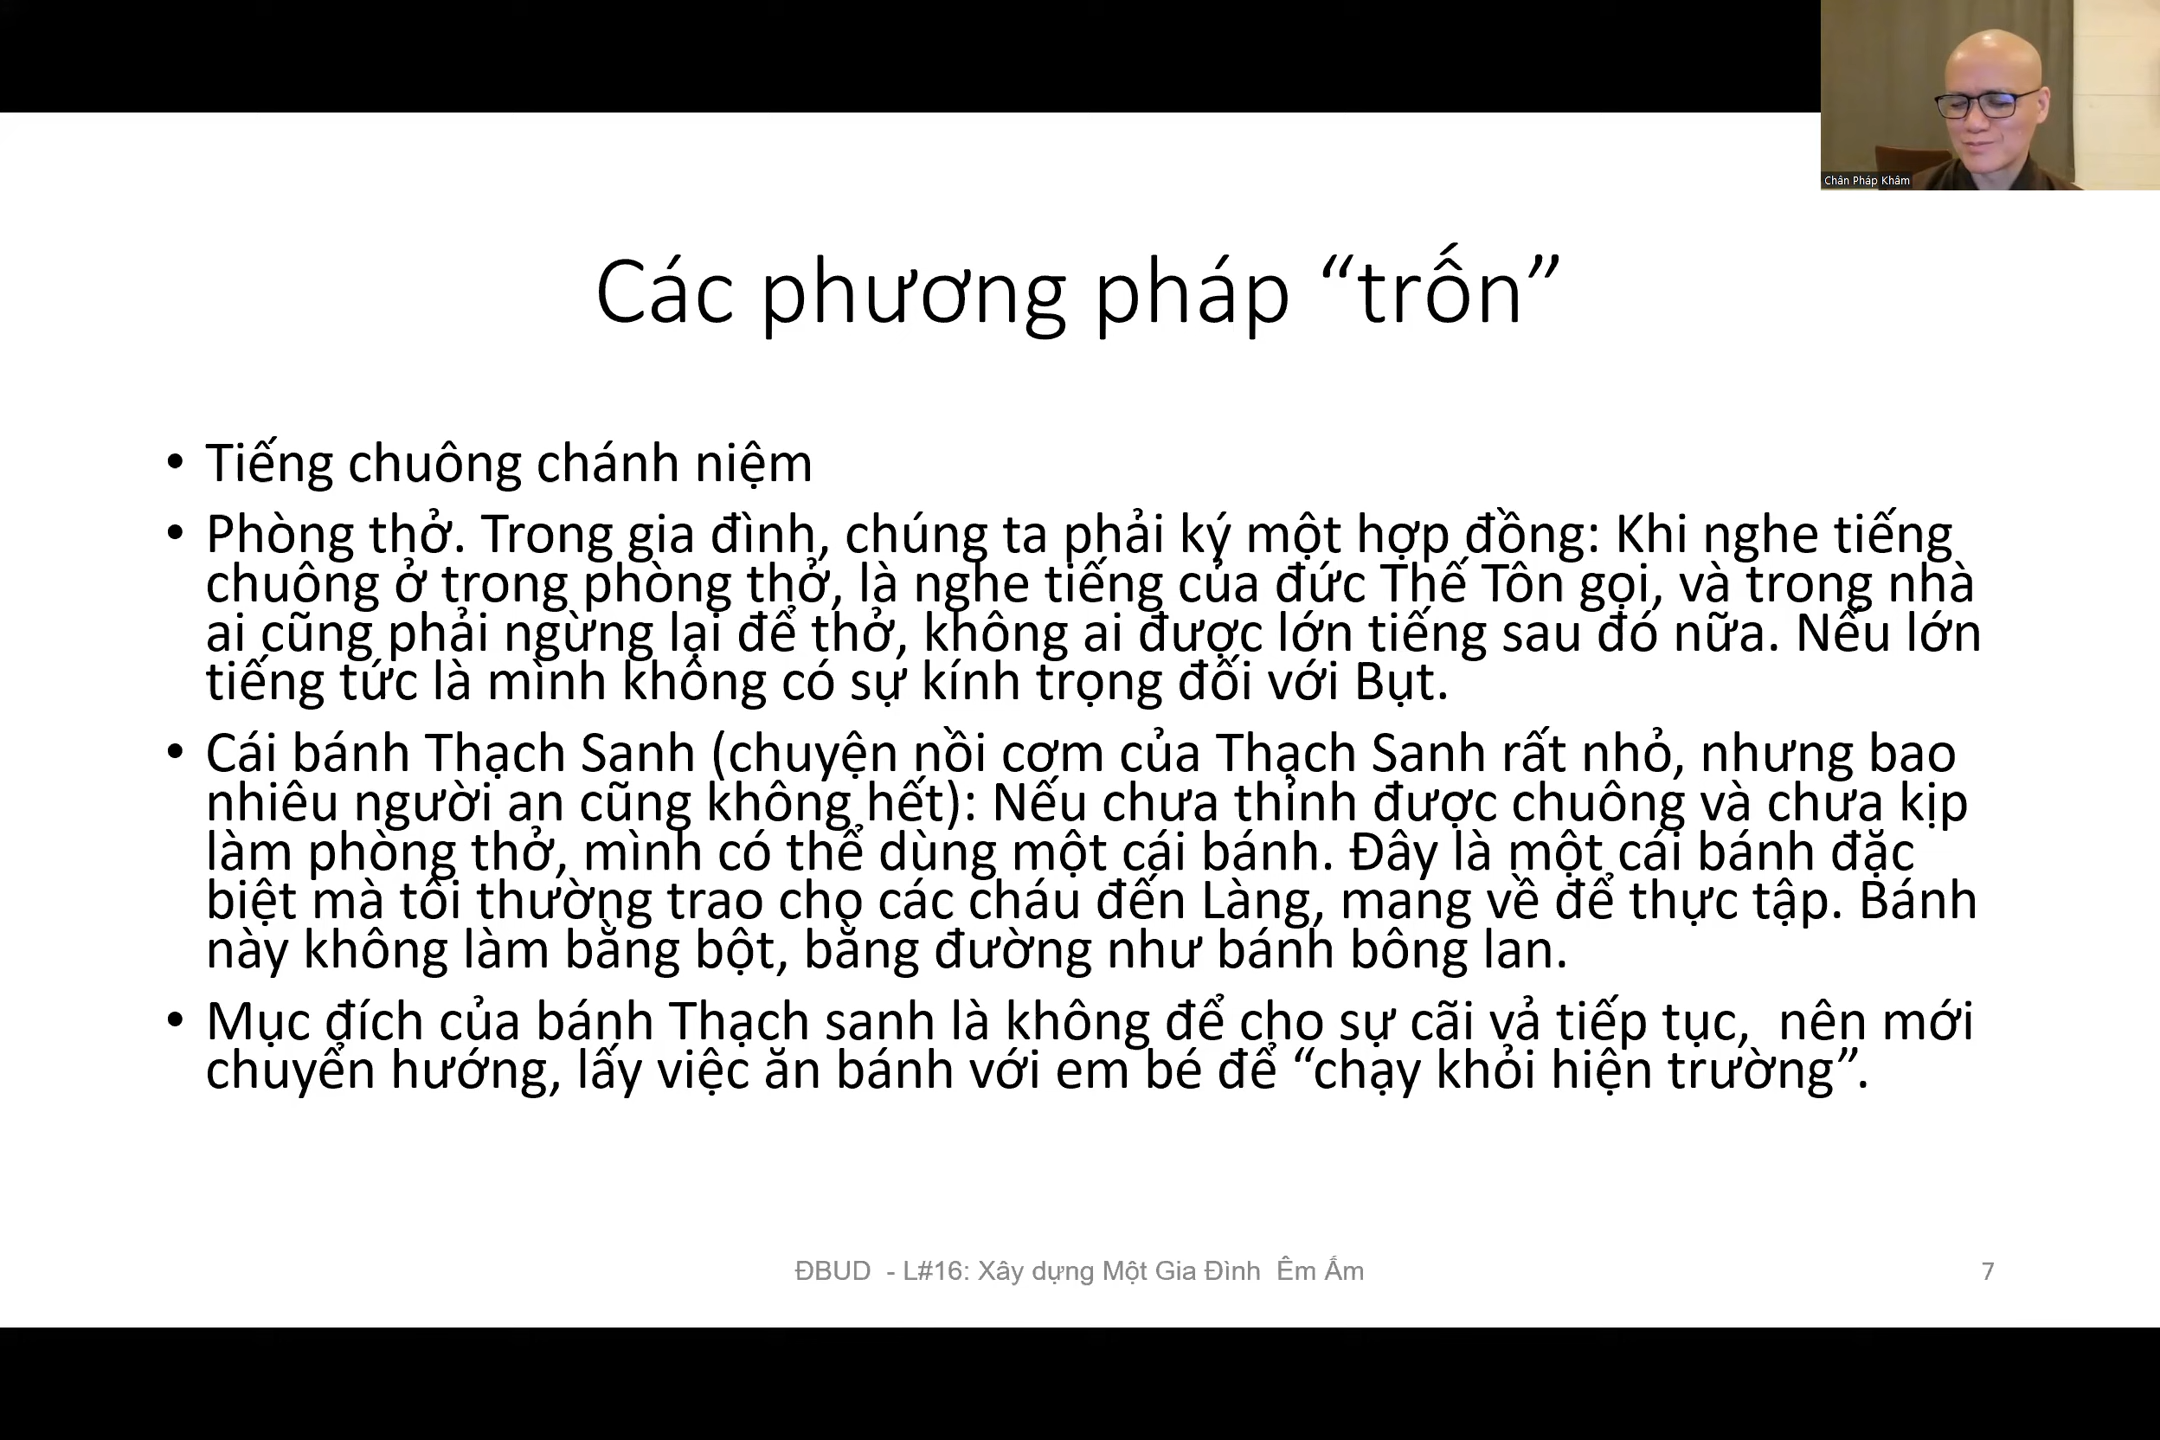 Chân Pháp Khâm
Các phương pháp “trốn”
• Tiếng chuông chánh niệm
• Phòng thở. Trong gia đình, chúng ta phải ký một hợp đồng: Khi nghe tiếng
chuông ở trong phòng thở, là nghe tiếng của đức Thế Tôn gọi, và trong nhà
ai cũng phải ngừng lại để thở, không ai được lớn tiếng sau đó nữa. Nếu lớn
tiếng tức là mình không có sự kính trọng đối với Bụt.
• Cái bánh Thạch Sanh (chuyện nồi cơm của Thạch Sanh rất nhỏ, nhưng bao
nhiêu người an cũng không hết): Nếu chưa thỉnh được chuông và chưa kịp
làm phòng thở, mình có thể dùng một cái bánh. Đây là một cái bánh đặc
biệt mà tôi thường trao cho các cháu đến Làng, mang về để thực tập. Bánh
này không làm bằng bột, bằng đường như bánh bông lan.
• Mục đích của bánh Thạch sanh là không để cho sự cãi vả tiếp tục,  nên mới
chuyển hướng, lấy việc ăn bánh với em bé để “chạy khỏi hiện trường”.
ĐBUD  - L#16: Xây dựng Một Gia Đình  Êm Ấm
7